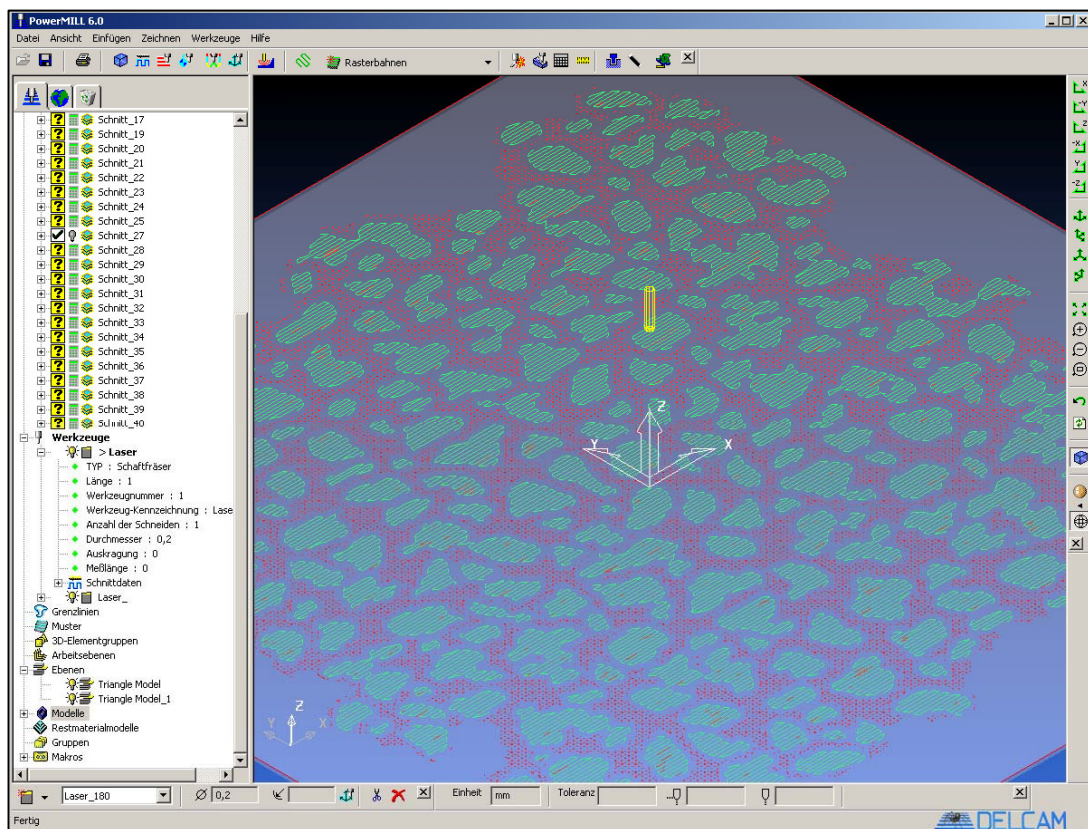 PowerMILL 6.0
Datei Ansicht Einfügen Zeichnen Werkzeuge Hilfe
Rasterbahnen
Schnitt_17
Schnitt_19
Schnitt_20
Schnitt_21
Schnitt_22
Schnitt_23
Schnitt_24
Schnitt_25
Schnitt_27
Schnitt_28
Schnitt_29
Schnitt_30
Schnitt_31
Schnitt_32
Schnitt_33
Schnitt_34
Schnitt_35
Schnitt_36
Schnitt_37
Schnitt_38
Schnitt_39
Schnitt_40
Werkzeuge
> Laser
TYP : Schaftfräser
Länge : 1
Werkzeugnummer : 1
Werkzeug-Kennzeichnung : Lase
Anzahl der Schneiden : 1
Durchmesser : 0,2
Auskragung : 0
Meßlänge : 0
Schnittdaten
Laser_
Grenzlinien
Muster
3D-Elementgruppen
Arbeitsebenen
Ebenen
Triangle Model
Triangle Model_1
Modelle
Restmaterialmodelle
Gruppen
Makros
Z
Y X
Z
Y X
X
-Y
Z
-X
Y
-Z
Laser_180 0,2 Einheit mm Toleranz
Fertig
DELCAM